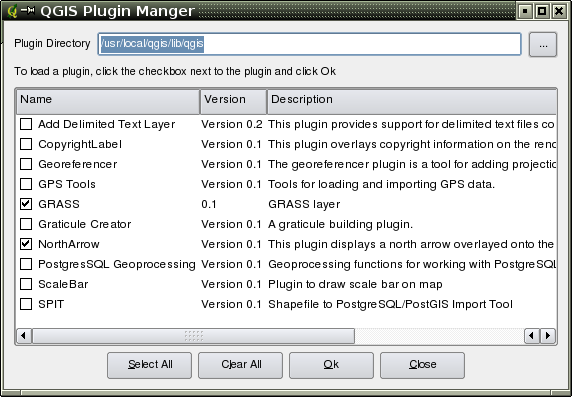 QGIS Plugin Manger
Plugin Directory /usr/local/qgis/lib/qgis ...
To load a plugin, click the checkbox next to the plugin and click Ok
Name Version Description
Add Delimited Text Layer Version 0.2 This plugin provides support for delimited text files co
CopyrightLabel Version 0.1 This plugin overlays copyright information on the rend
Georeferencer Version 0.1 The georeferencer plugin is a tool for adding projectio
GPS Tools Version 0.1 Tools for loading and importing GPS data.
GRASS 0.1 GRASS layer
Graticule Creator Version 0.1 A graticule building plugin.
NorthArrow Version 0.1 This plugin displays a north arrow overlayed onto the
PostgresSQL Geoprocessing Version 0.1 Geoprocessing functions for working with PostgreSQL
ScaleBar Version 0.1 Plugin to draw scale bar on map
SPIT Version 0.1 Shapefile to PostgreSQL/PostGIS Import Tool
Select All Clear All Ok Close